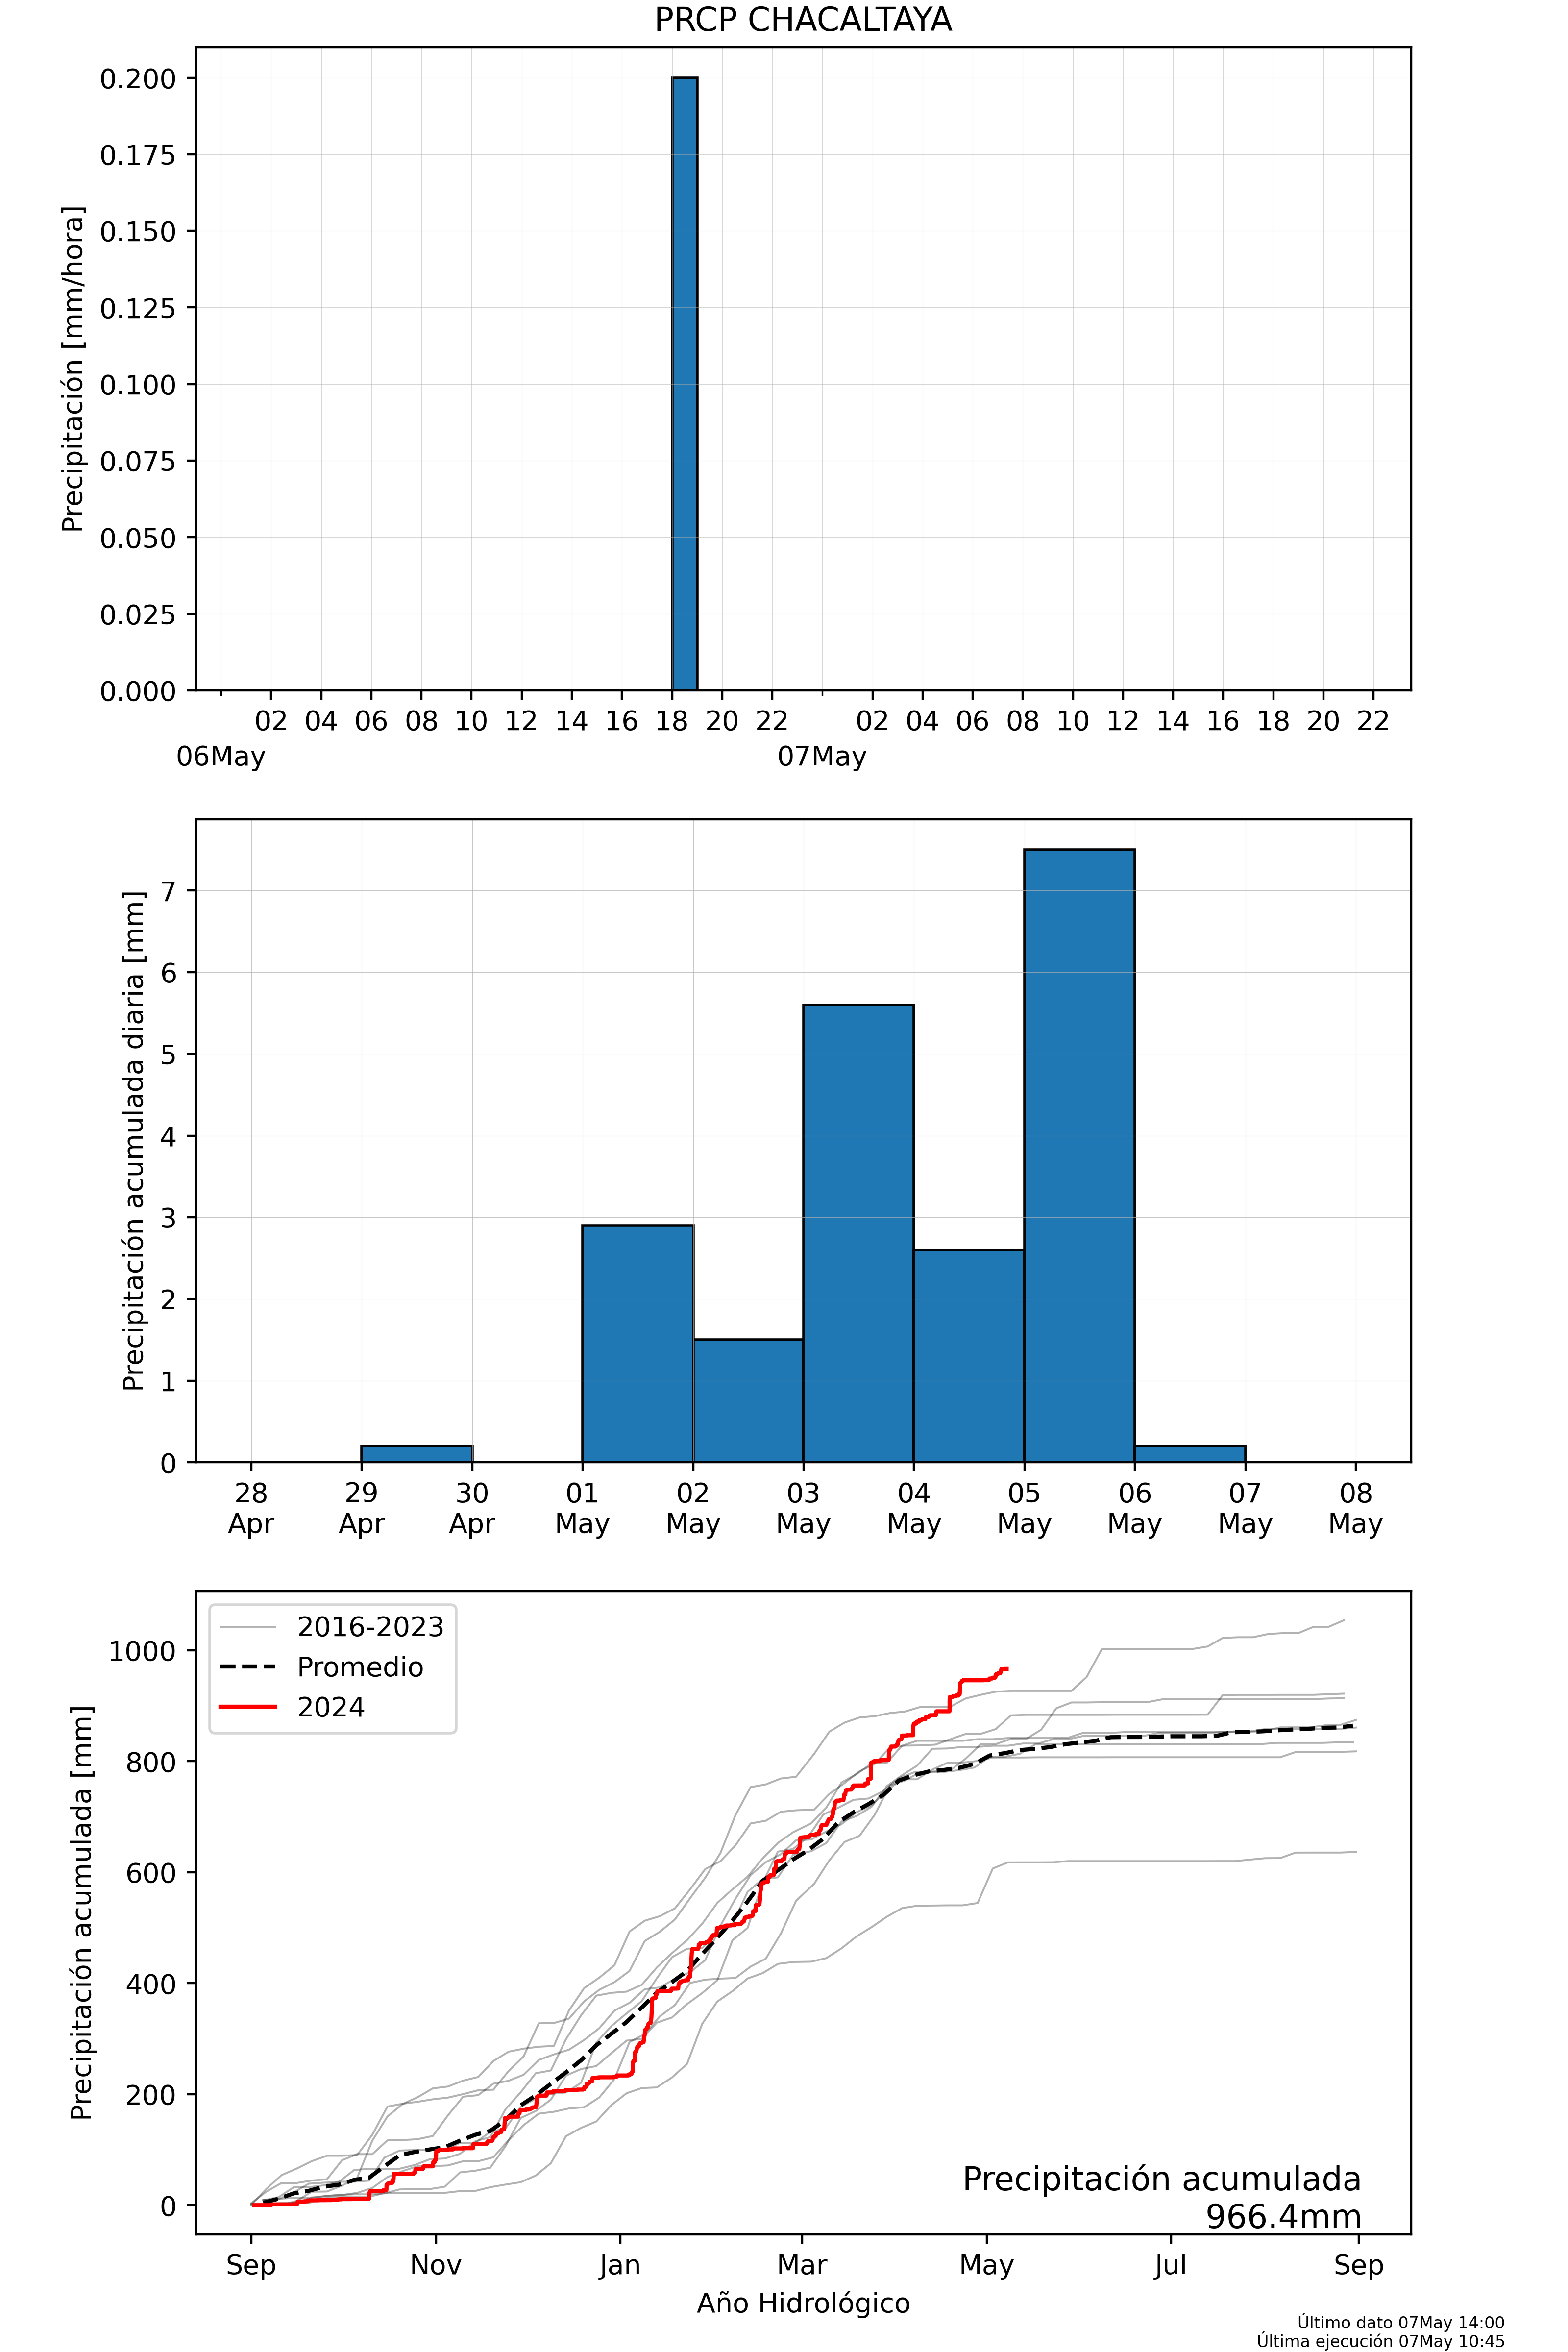 PRCP CHACALTAYA
Precipitación [mm/hora]
0.200
0.175
0.150
0.125
0.100
0.075
0.050
0.025
0.000
02 04 06 08 10 12 14 16 18 20 22 02 04 06 08 10 12 14 16 18 20 22
06May 07May
Precipitación acumulada diaria [mm]
7
6
5
4
3
2
1
0
28 29 30 01 02 03 04 05 06 07 08
Apr Apr Apr May May May May May May May May
Precipitación acumulada [mm]
1000
800
600
400
200
0
2016-2023
Promedio
2024
Precipitación acumulada
966.4mm
Sep Nov Jan Mar May Jul Sep
Año Hidrológico
Último dato 07May 14:00
Última ejecución 07May 10:45